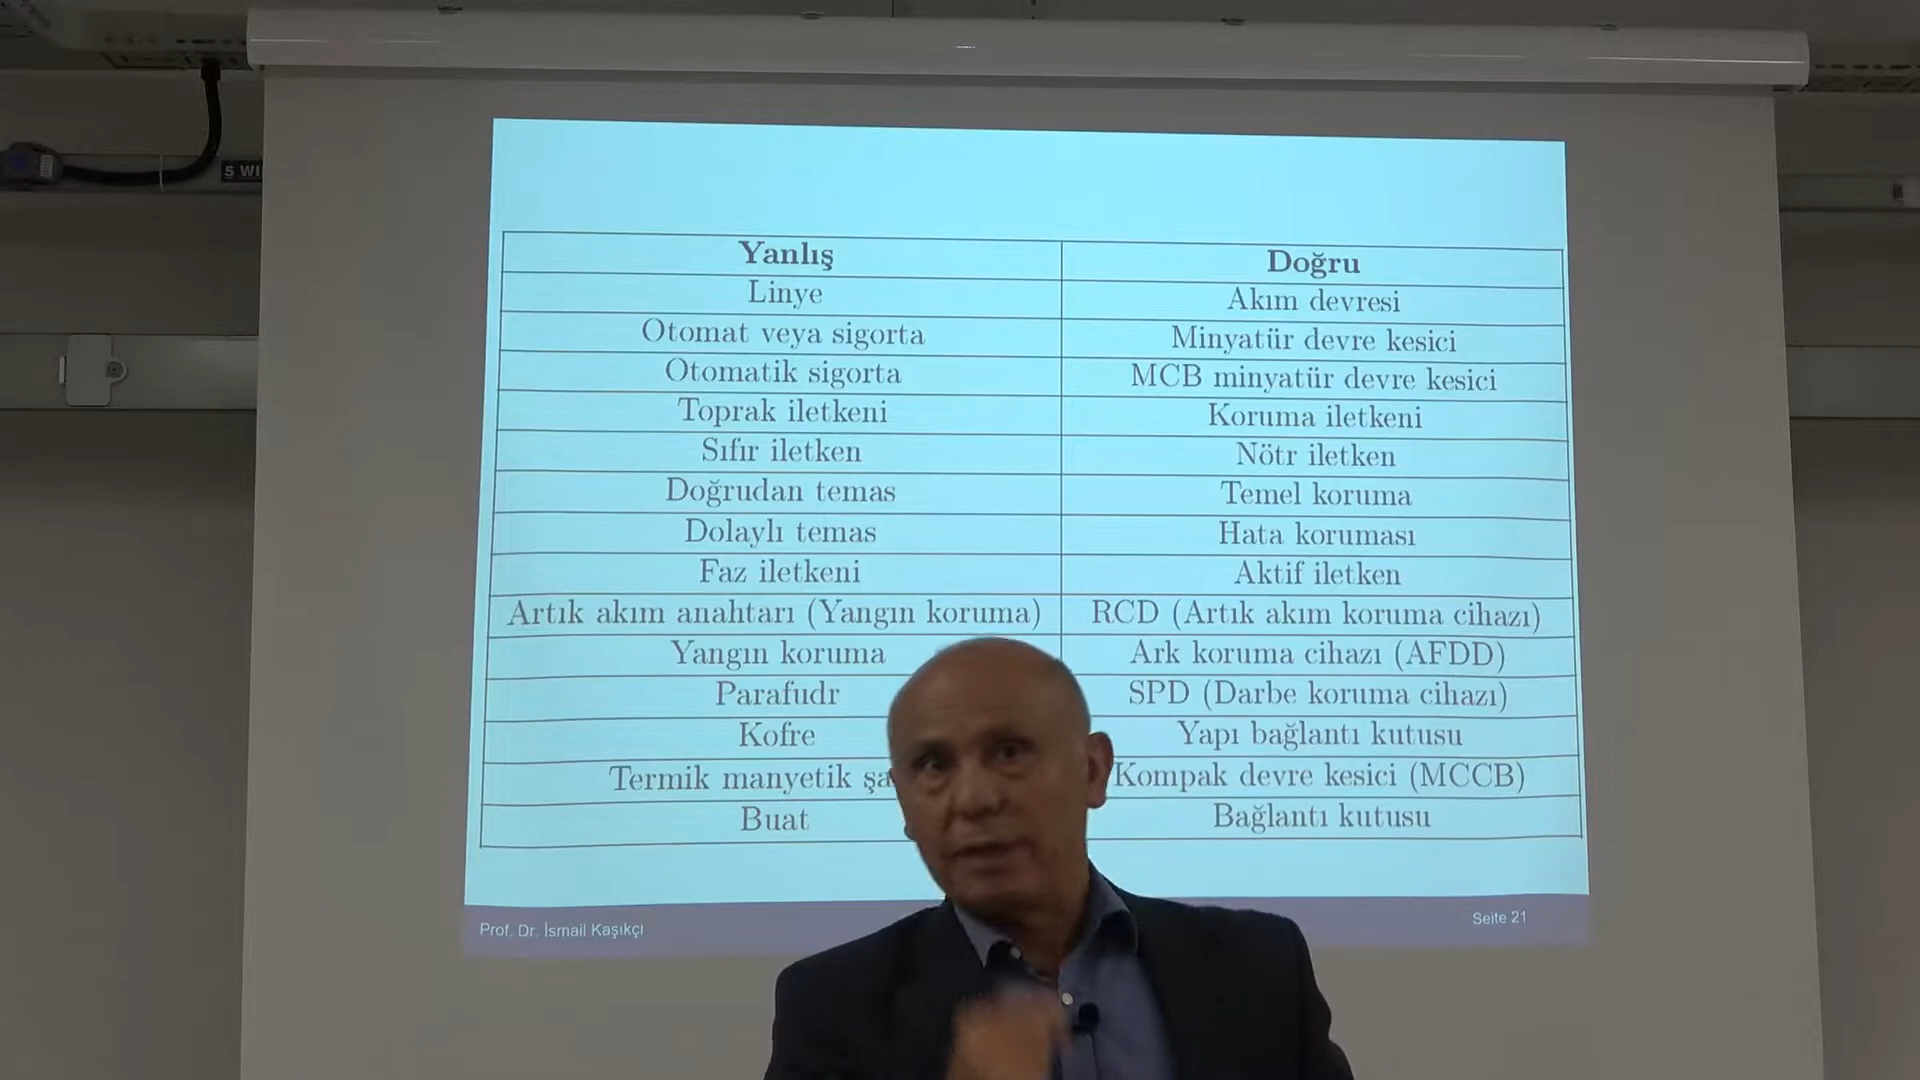 5 WI
Yanlış Doğru
Linye Akım devresi
Otomat veya sigorta Minyatür devre kesici
Otomatik sigorta MCB minyatür devre kesici
Toprak iletkeni Koruma iletkeni
Sıfır iletken Nötr iletken
Doğrudan temas Temel koruma
Dolaylı temas Hata koruması
Faz iletkeni Aktif iletken
Artık akım anahtarı (Yangın koruma) RCD (Artık akım koruma cihazı)
Yangın koruma Ark koruma cihazı (AFDD)
Parafudr SPD (Darbe koruma cihazı)
Kofre Yapı bağlantı kutusu
Termik manyetik şa Kompak devre kesici (MCCB)
Buat Bağlantı kutusu
Prof. Dr. İsmail Kaşıkçı Seite 21